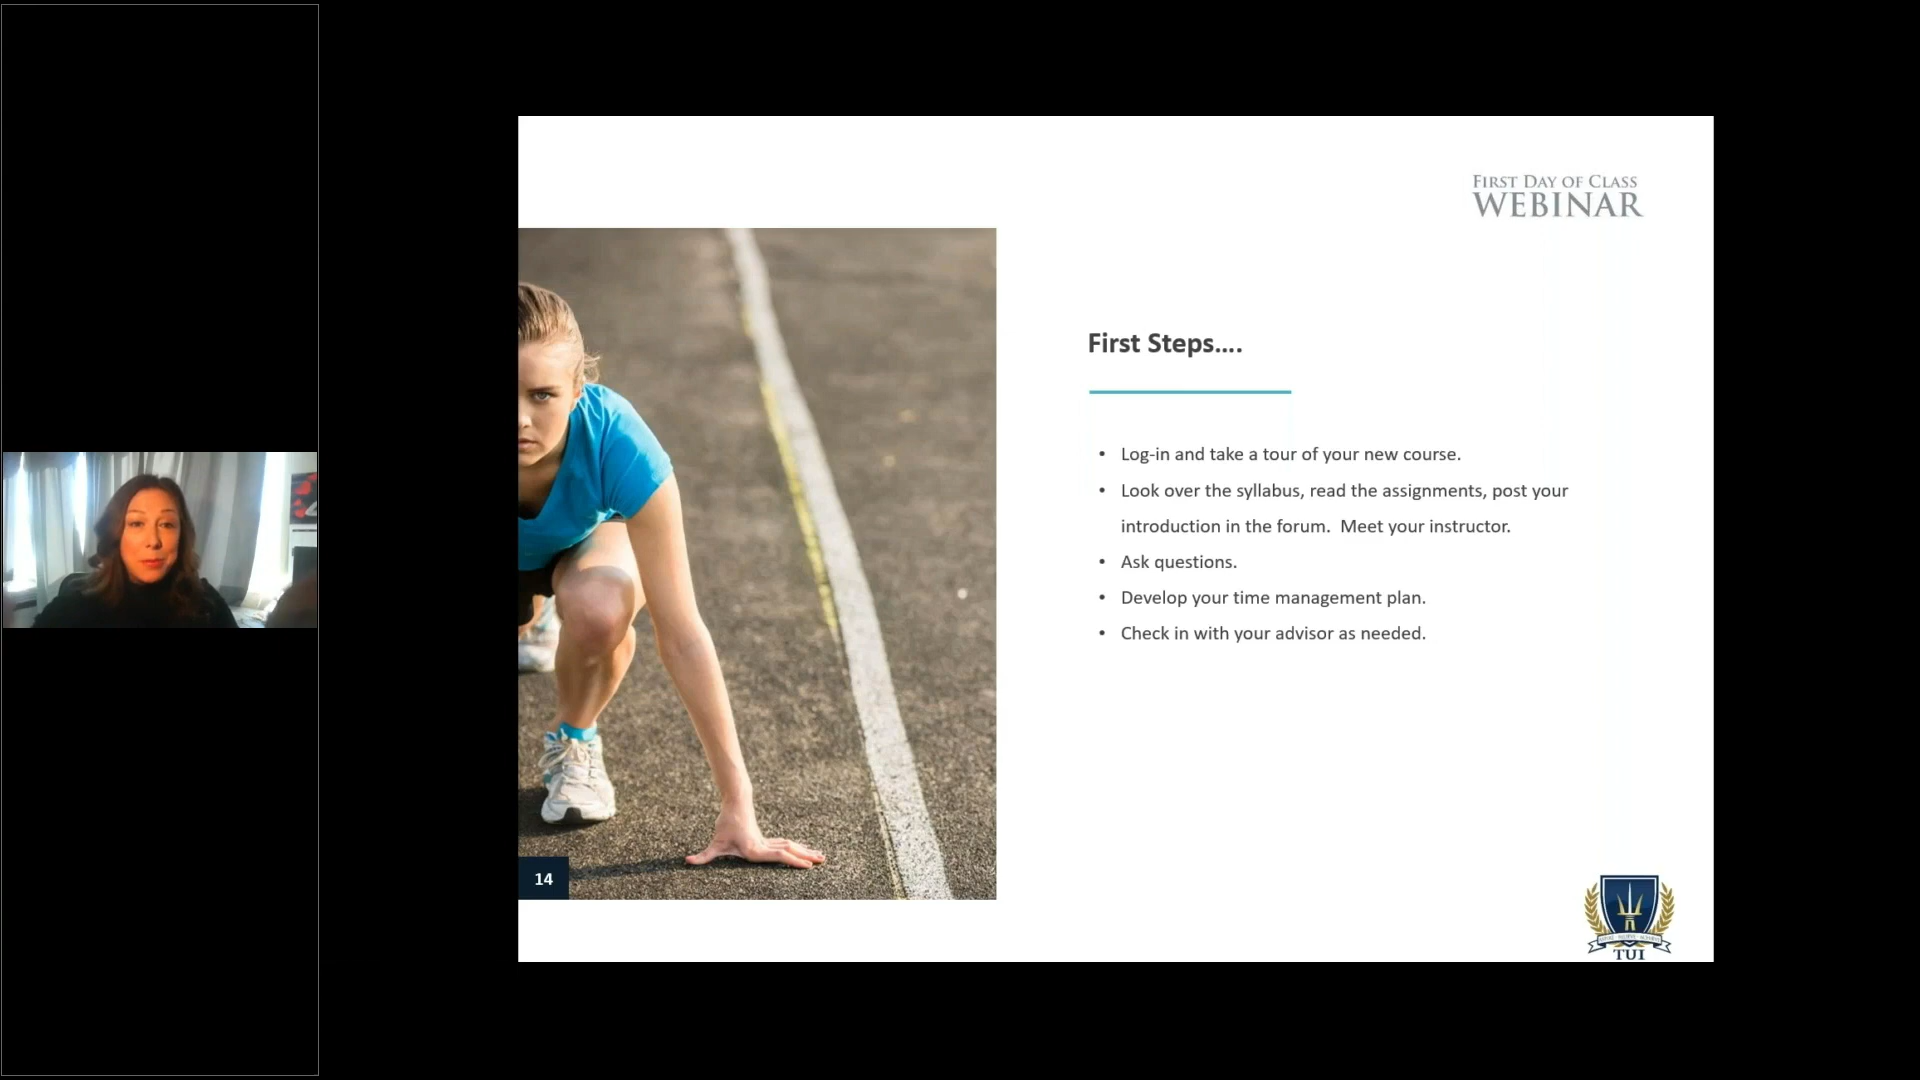 FIRST DAY OF CLASS
WEBINAR
First Steps....
• Log-in and take a tour of your new course.
• Look over the syllabus, read the assignments, post your
introduction in the forum.  Meet your instructor.
• Ask questions.
• Develop your time management plan.
• Check in with your advisor as needed.
14
TUI